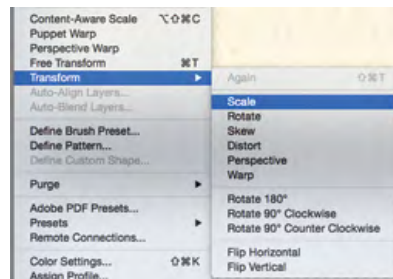 Content-Aware Scale ⌥⇧⌘C
Puppet Warp
Perspective Warp
Free Transform ⌘T
Transform ▶
Auto-Align Layers...
Auto-Blend Layers...
Define Brush Preset...
Define Pattern...
Define Custom Shape...
Purge ▶
Adobe PDF Presets...
Presets ▶
Remote Connections...
Color Settings... ⇧⌘K
Assign Profile...
Again ⇧⌘T
Scale
Rotate
Skew
Distort
Perspective
Warp
Rotate 180°
Rotate 90° Clockwise
Rotate 90° Counter Clockwise
Flip Horizontal
Flip Vertical